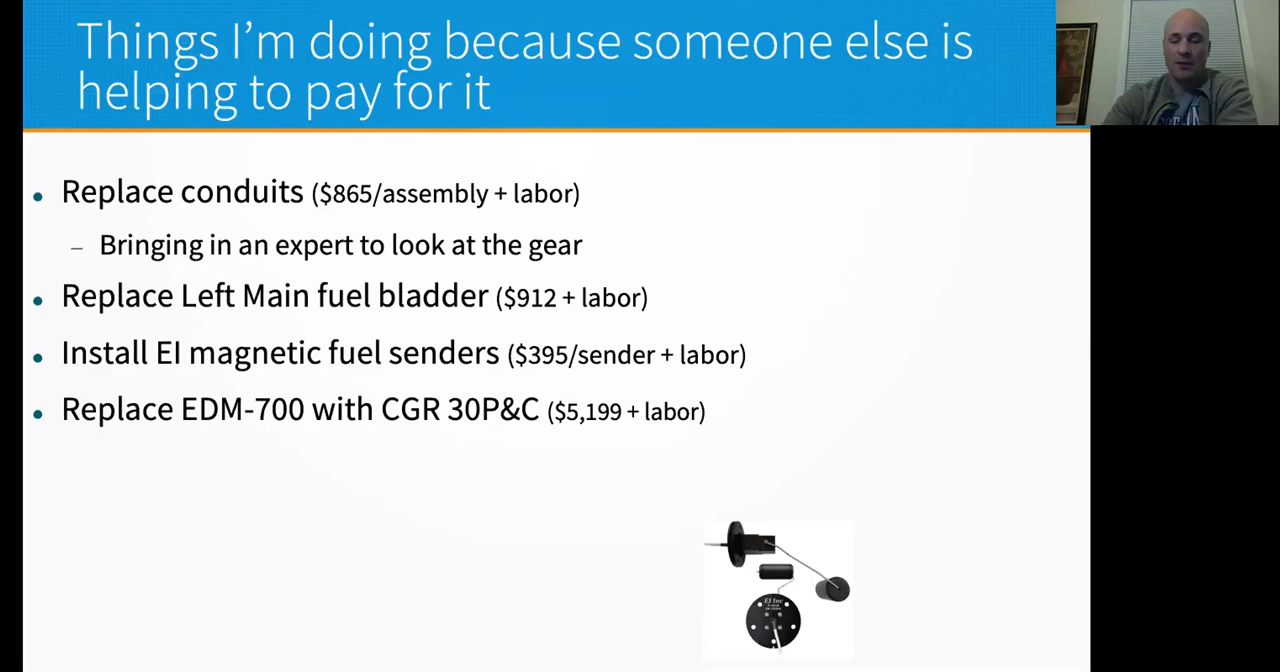 Things I’m doing because someone else is
helping to pay for it
• Replace conduits ($865/assembly + labor)
– Bringing in an expert to look at the gear
• Replace Left Main fuel bladder ($912 + labor)
• Install EI magnetic fuel senders ($395/sender + labor)
• Replace EDM-700 with CGR 30P&C ($5,199 + labor)
EI Inc